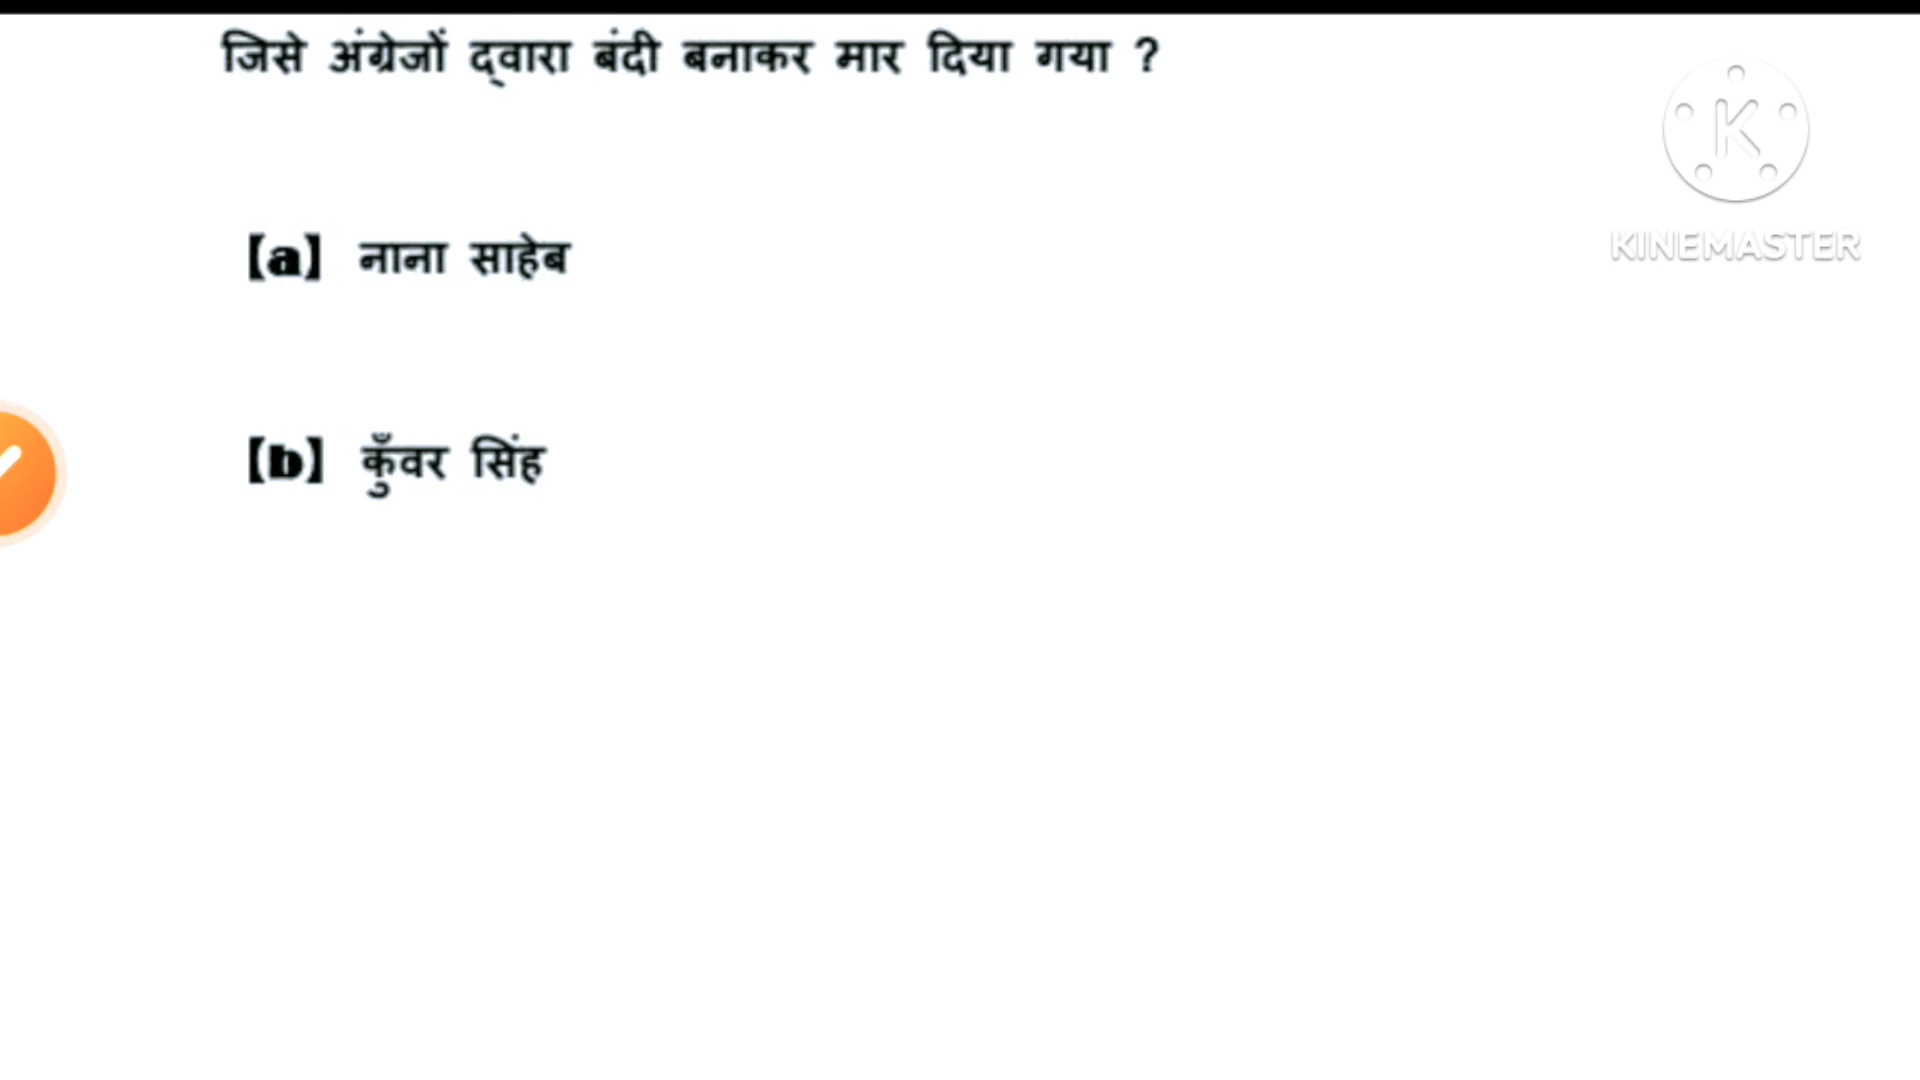 जिसे अंग्रेजों द्वारा बंदी बनाकर मार दिया गया ?
K
KINEMASTER
【a】 नाना साहेब
【b】 कुँवर सिंह